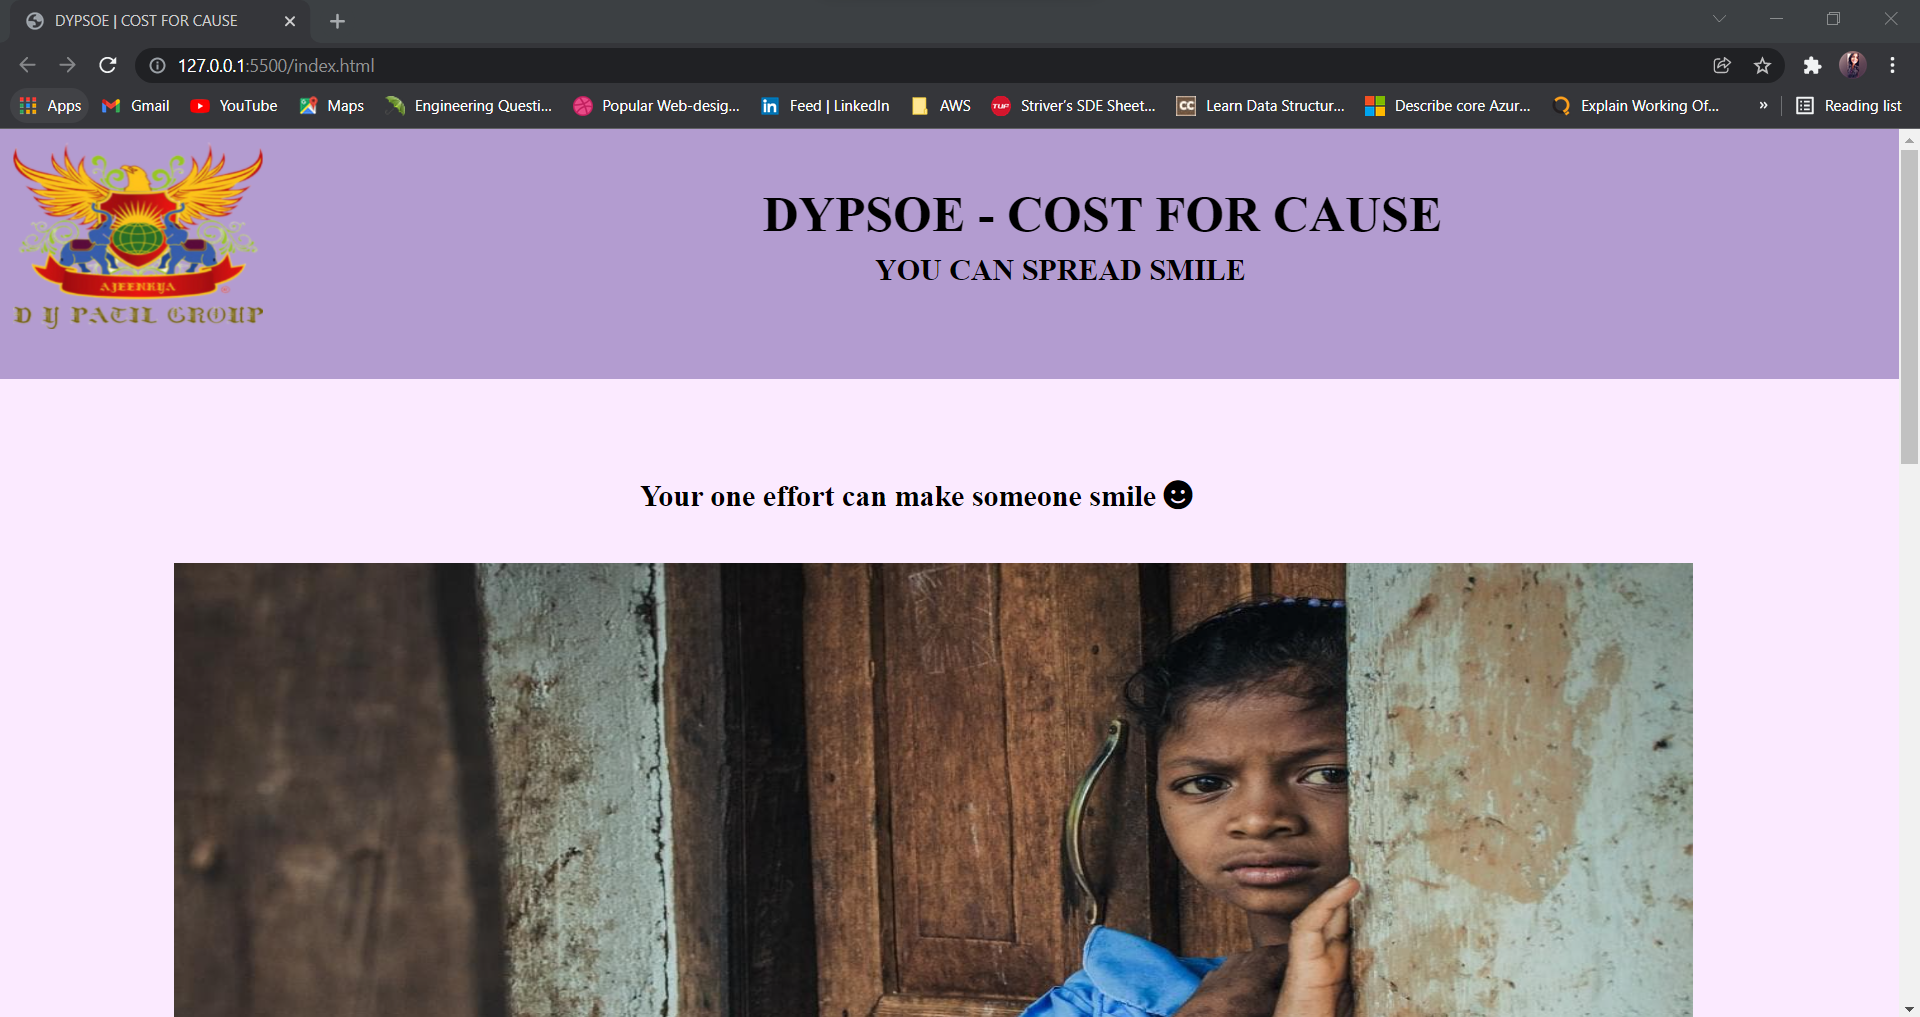 DYPSOE | COST FOR CAUSE
127.0.0.1:5500/index.html
Apps Gmail YouTube Maps Engineering Questi... Popular Web-desig... Feed | LinkedIn AWS TUF Striver's SDE Sheet... CC Learn Data Structur... Describe core Azur... Explain Working Of... » Reading list
AJEENKYA
D Y PATIL GROUP
DYPSOE - COST FOR CAUSE
YOU CAN SPREAD SMILE
Your one effort can make someone smile